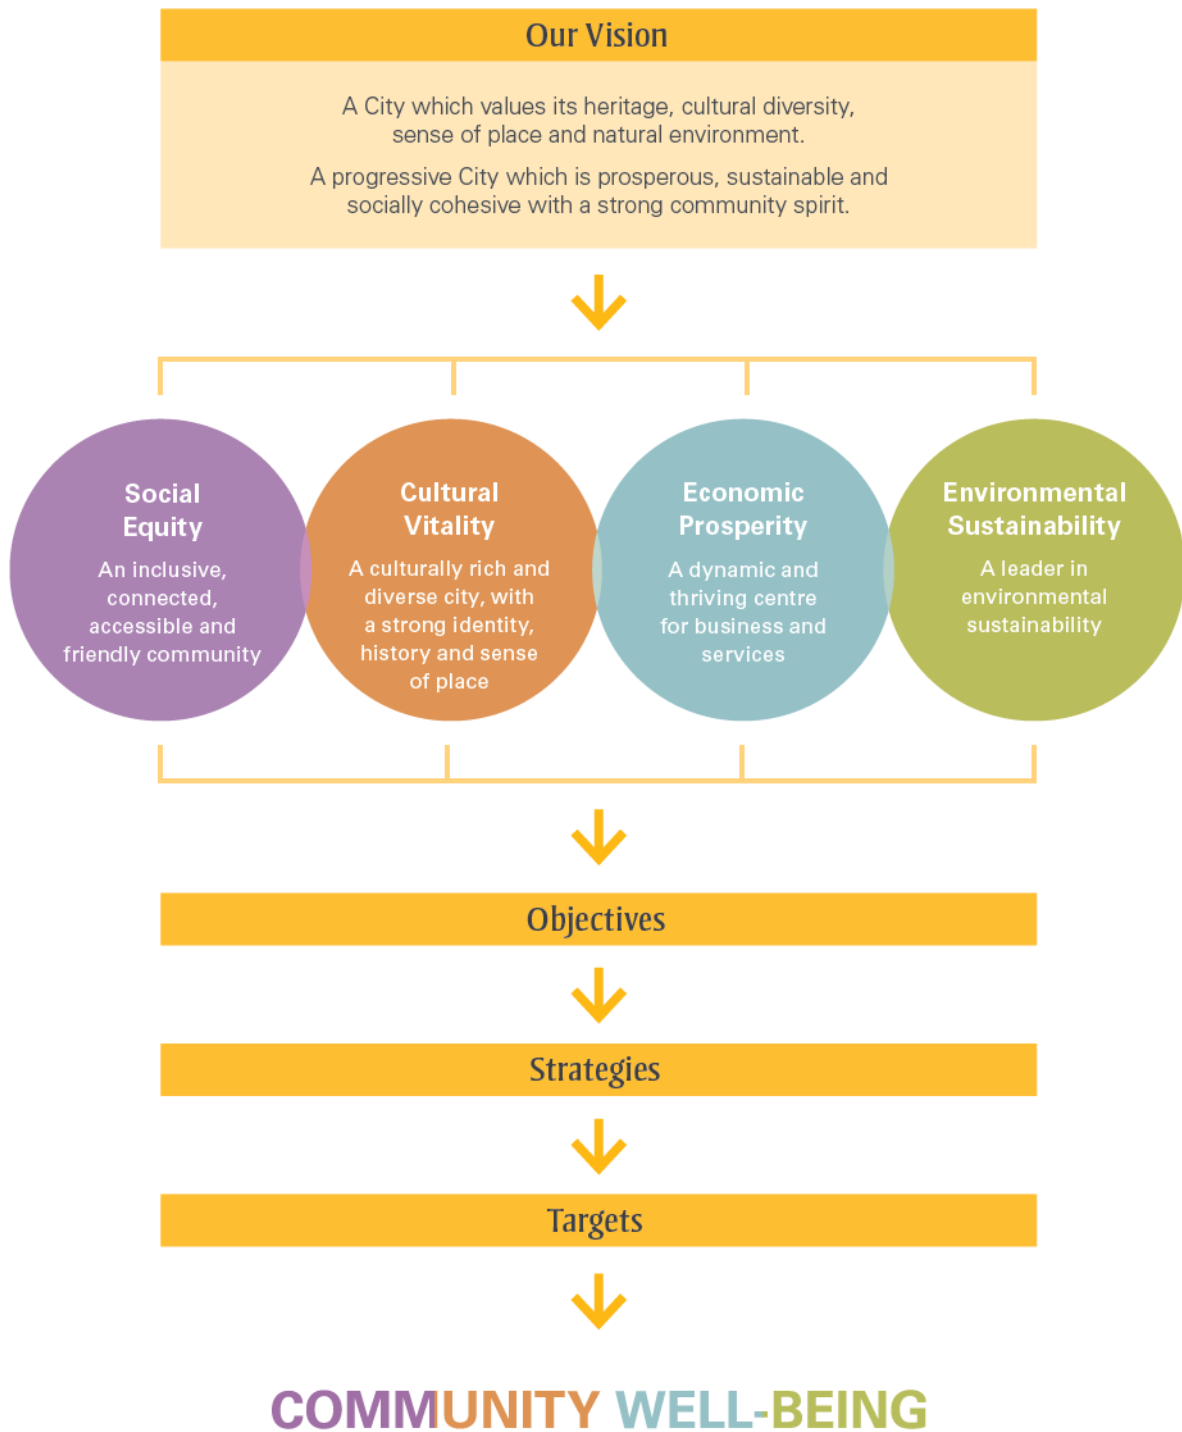 Our Vision
A City which values its heritage, cultural diversity,
sense of place and natural environment.
A progressive City which is prosperous, sustainable and
socially cohesive with a strong community spirit.
Social
Equity
An inclusive,
connected,
accessible and
friendly community
Cultural
Vitality
A culturally rich and
diverse city, with
a strong identity,
history and sense
of place
Economic
Prosperity
A dynamic and
thriving centre
for business and
services
Environmental
Sustainability
A leader in
environmental
sustainability
Objectives
Strategies
Targets
COMMUNITY WELL-BEING